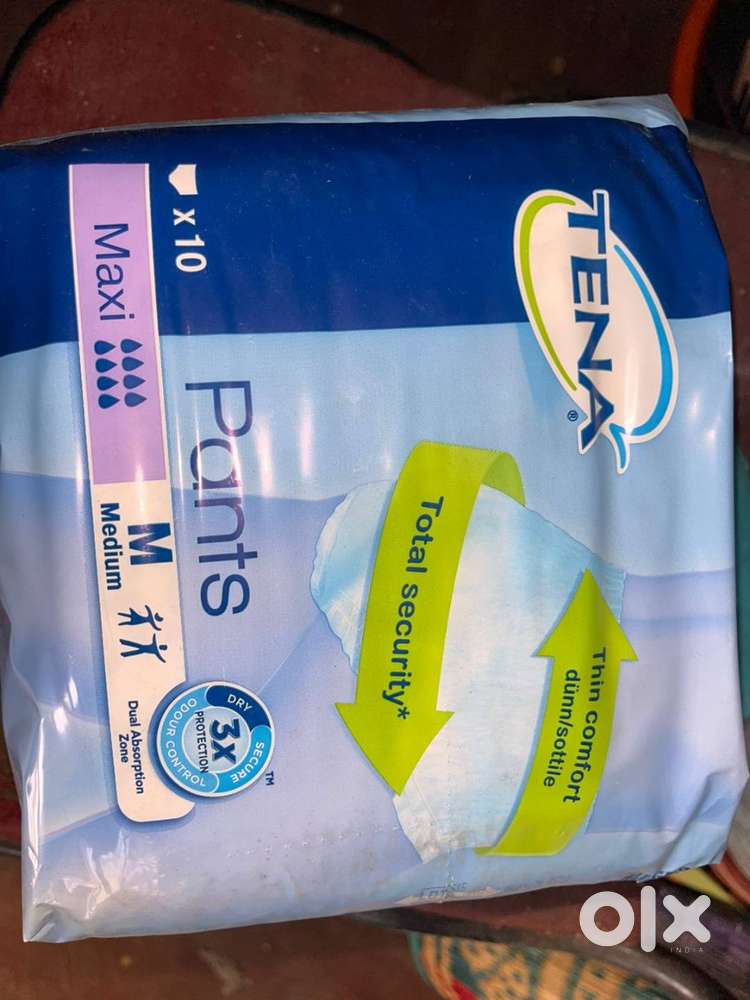 TENA®
Total security*
Thin comfort
dünn/sottile
Pants
x 10
Maxi
M
Medium
Dual Absorption
Zone
DRY
SECURE
ODOUR CONTROL
3X
PROTECTION
TM
olx
INDIA